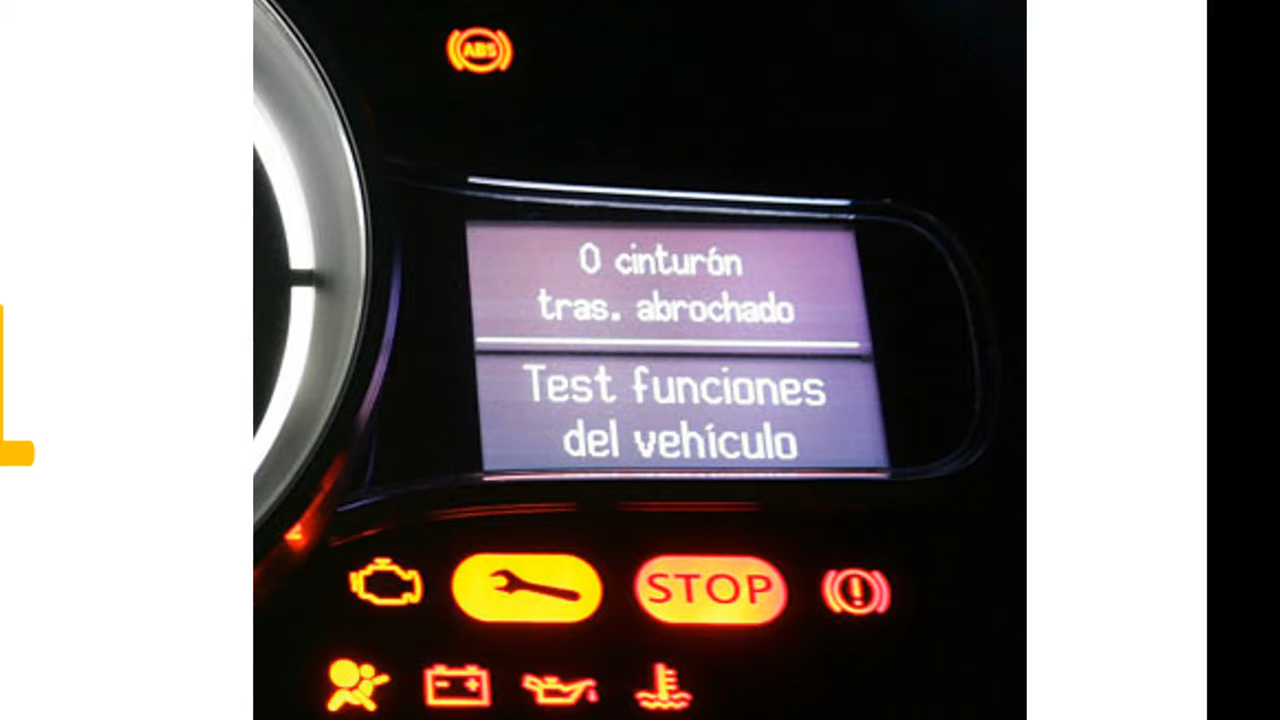 ABS
0 cinturón
tras. abrochado
Test funciones
del vehículo
STOP